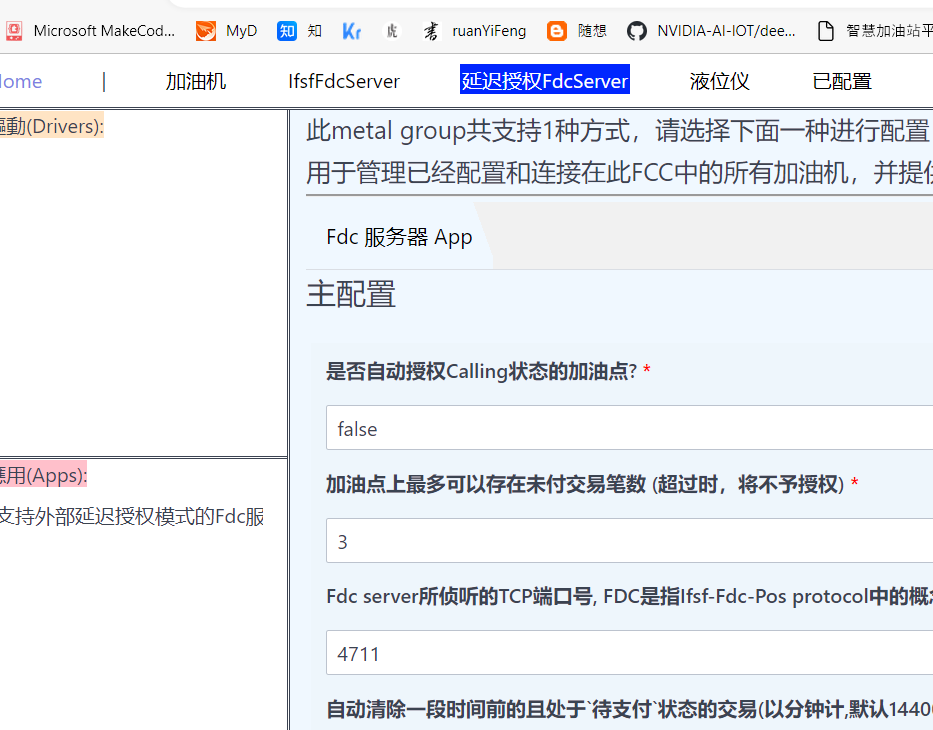 Microsoft MakeCod... MyD 知 知 Kr 虎 书 ruanYiFeng 随想 NVIDIA-AI-IOT/dee... 智慧加油站平
ome | 加油机 IfsfFdcServer 延迟授权FdcServer 液位仪 已配置
動(Drivers):
此metal group共支持1种方式，请选择下面一种进行配置
用于管理已经配置和连接在此FCC中的所有加油机，并提供
Fdc 服务器 App
主配置
是否自动授权Calling状态的加油点? *
false
加油点上最多可以存在未付交易笔数 (超过时，将不予授权) *
3
應用(Apps):
支持外部延迟授权模式的Fdc服
Fdc server所侦听的TCP端口号, FDC是指Ifsf-Fdc-Pos protocol中的概念
4711
自动清除一段时间前的且处于`待支付`状态的交易(以分钟计,默认1440